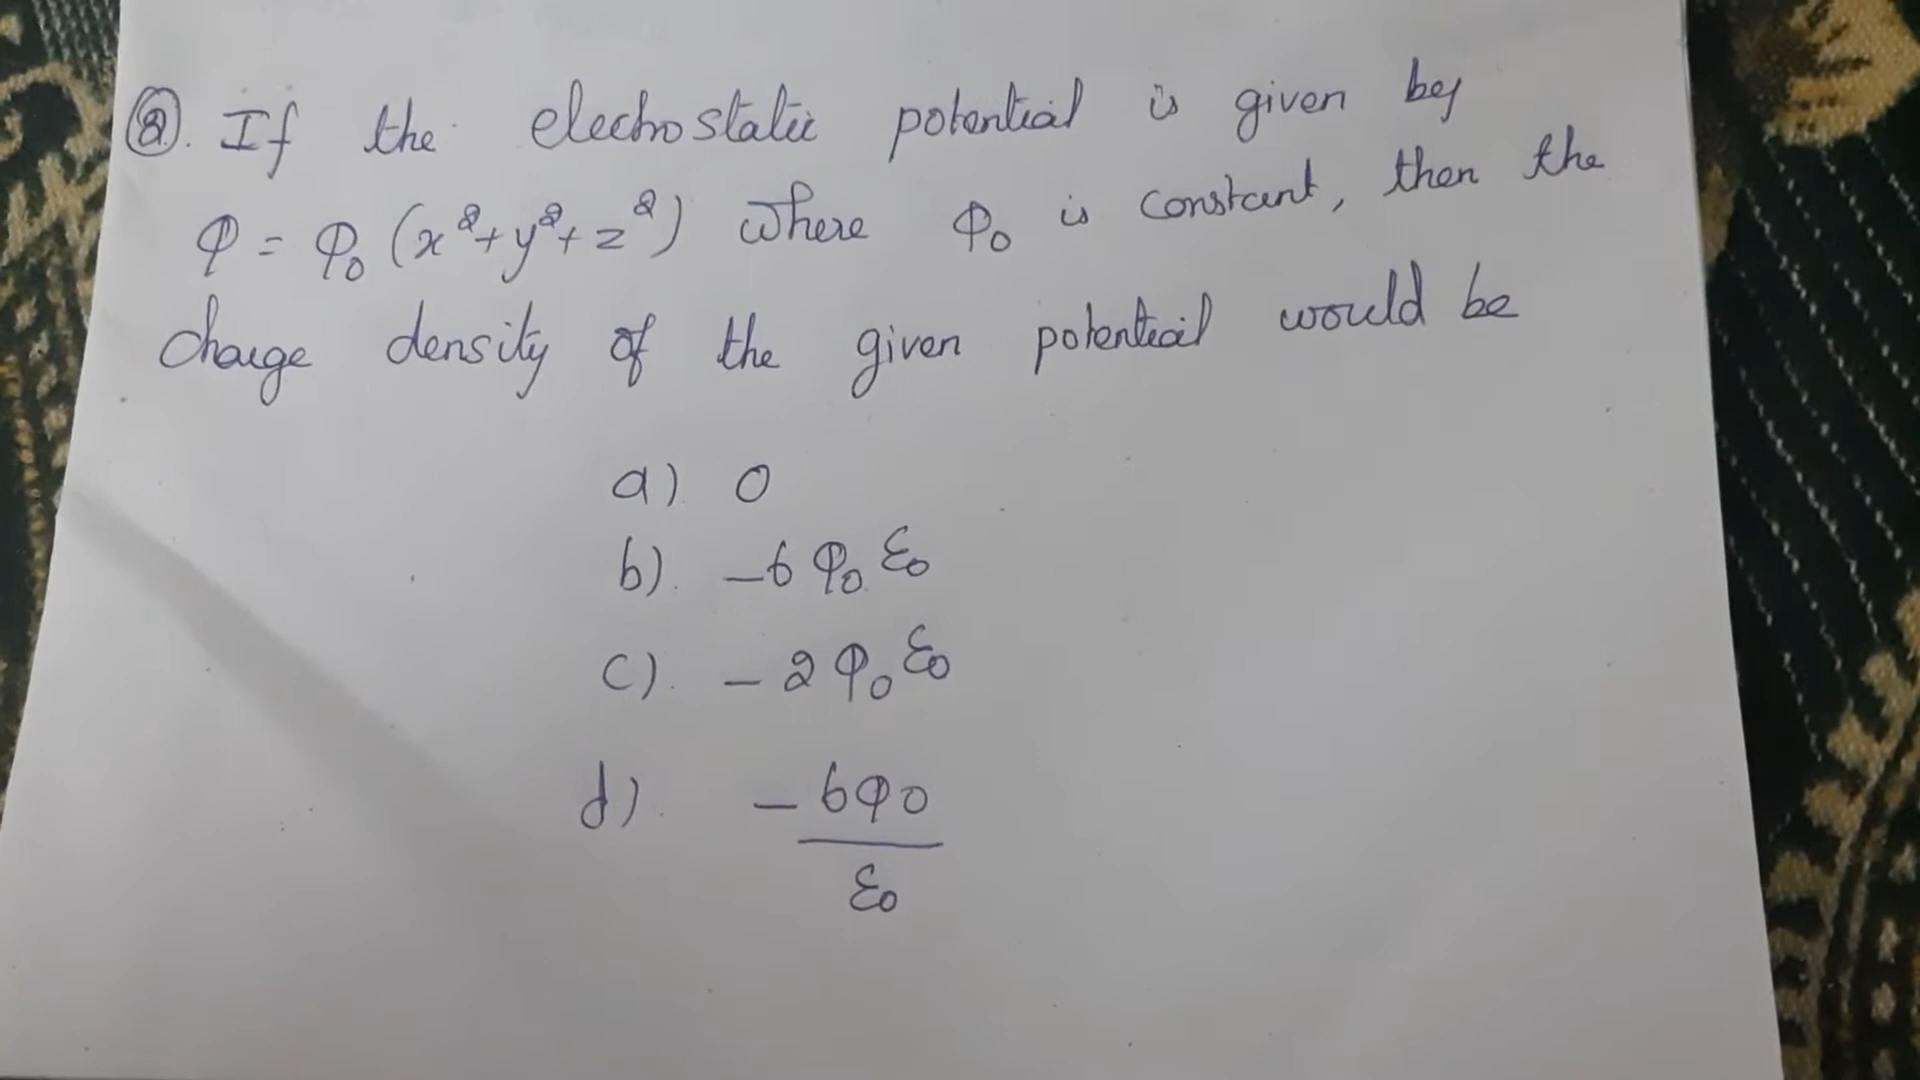 ②. If the electrostatic potential is given by
φ = φ₀ (x²+y²+z²) where φ₀ is constant, then the
charge density of the given potential would be
a) 0
b). -6 φ₀ ε₀
c). - 2 φ₀ ε₀
d). - 6φ₀
ε₀